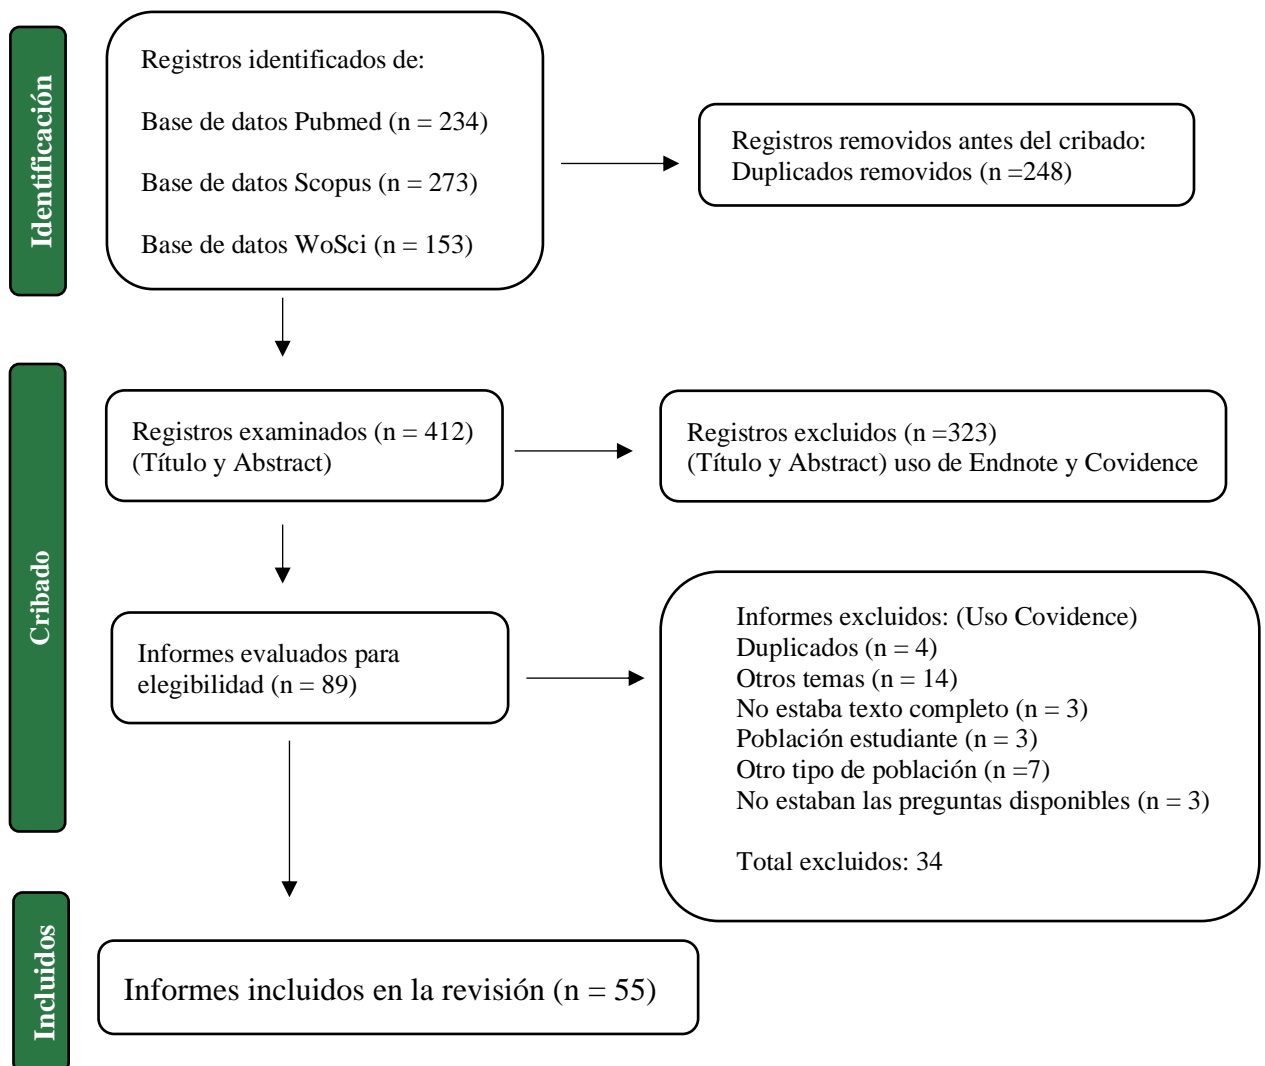 Identificación
Registros identificados de:
Base de datos Pubmed (n = 234)
Base de datos Scopus (n = 273)
Base de datos WoSci (n = 153)
Registros removidos antes del cribado:
Duplicados removidos (n =248)
Cribado
Registros examinados (n = 412)
(Título y Abstract)
Registros excluidos (n =323)
(Título y Abstract) uso de Endnote y Covidence
Informes evaluados para
elegibilidad (n = 89)
Informes excluidos: (Uso Covidence)
Duplicados (n = 4)
Otros temas (n = 14)
No estaba texto completo (n = 3)
Población estudiante (n = 3)
Otro tipo de población (n =7)
No estaban las preguntas disponibles (n = 3)
Total excluidos: 34
Incluidos
Informes incluidos en la revisión (n = 55)